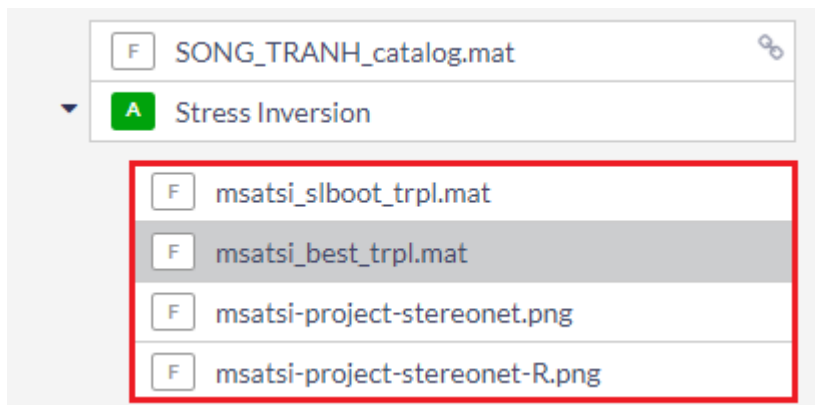 F SONG_TRANH_catalog.mat
A Stress Inversion
F msatsi_slboot_trpl.mat
F msatsi_best_trpl.mat
F msatsi-project-stereonet.png
F msatsi-project-stereonet-R.png